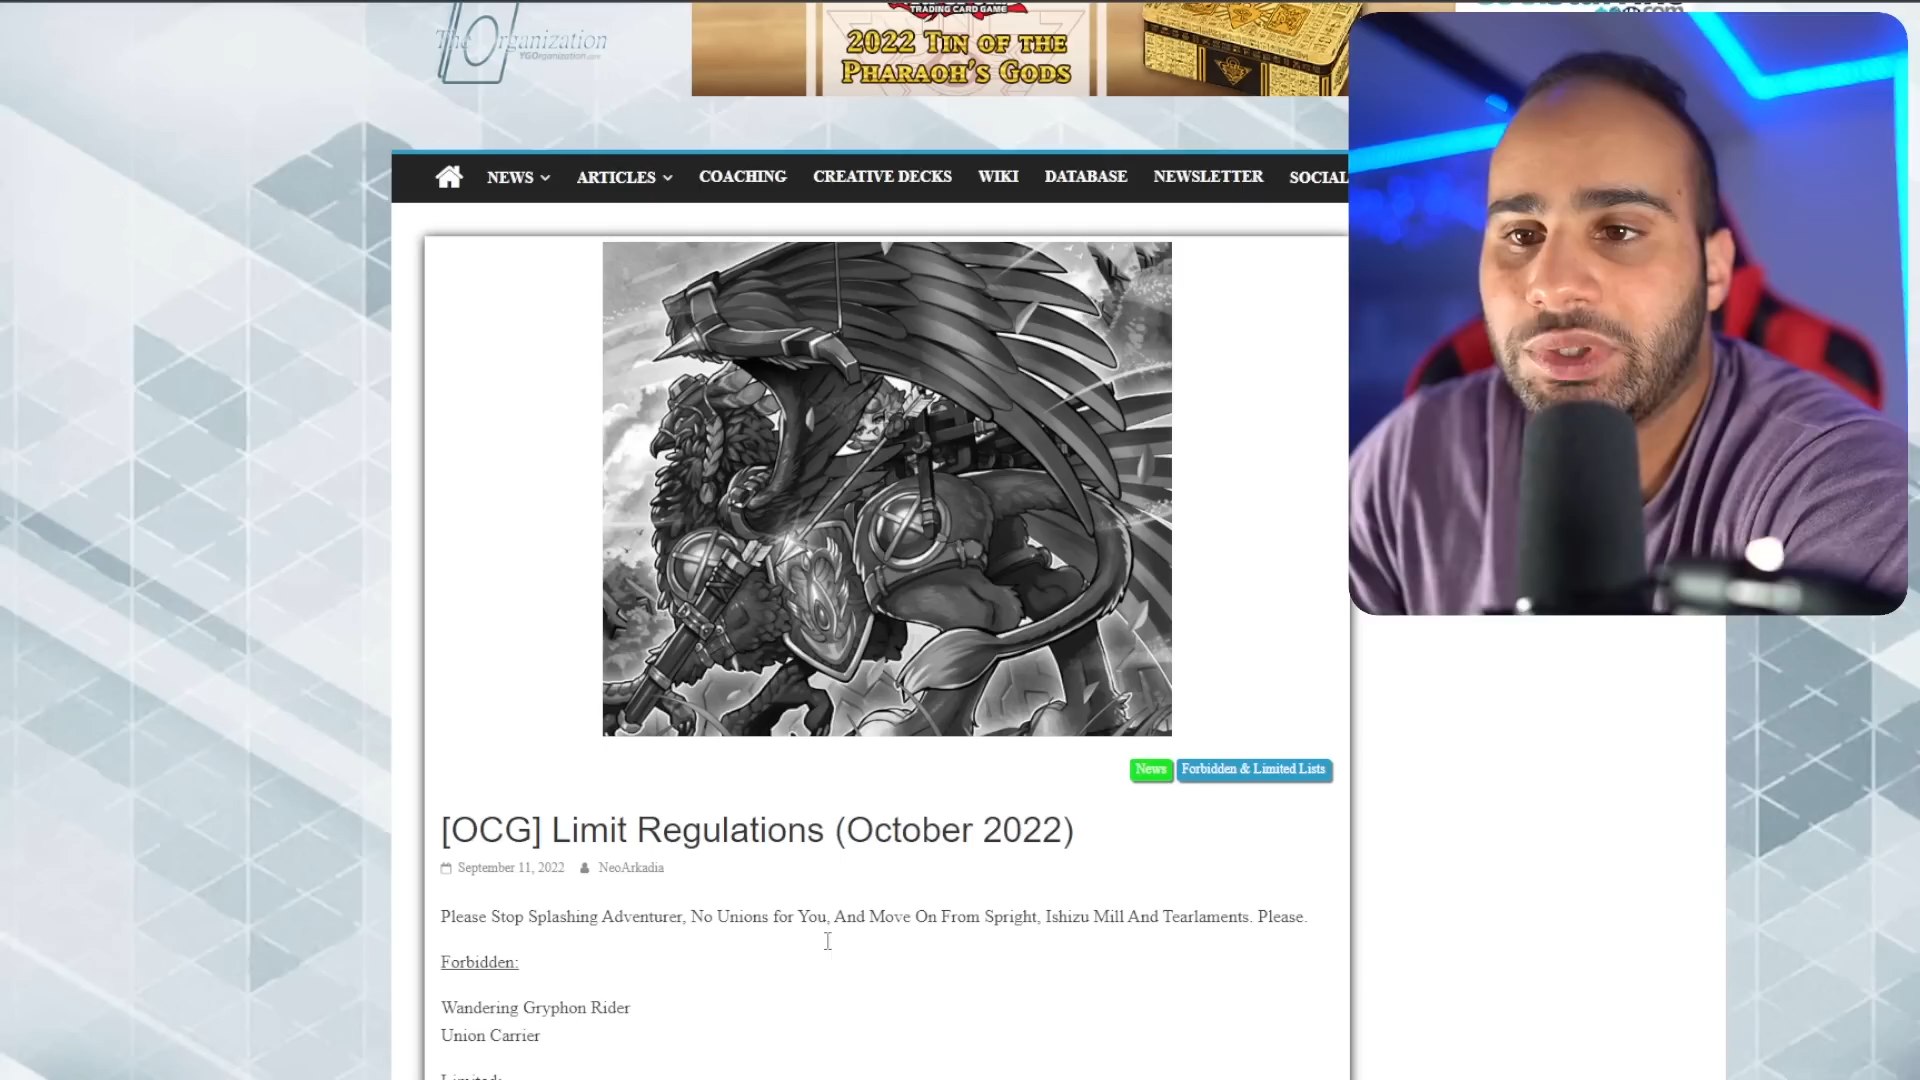 TRADING CARD GAME
The Organization
YGOrganization.com
2022 TIN OF THE
PHARAOH'S GODS
NEWS ARTICLES COACHING CREATIVE DECKS WIKI DATABASE NEWSLETTER SOCIAL
News Forbidden & Limited Lists
[OCG] Limit Regulations (October 2022)
September 11, 2022 NeoArkadia
Please Stop Splashing Adventurer, No Unions for You, And Move On From Spright, Ishizu Mill And Tearlaments. Please.
Forbidden:
Wandering Gryphon Rider
Union Carrier